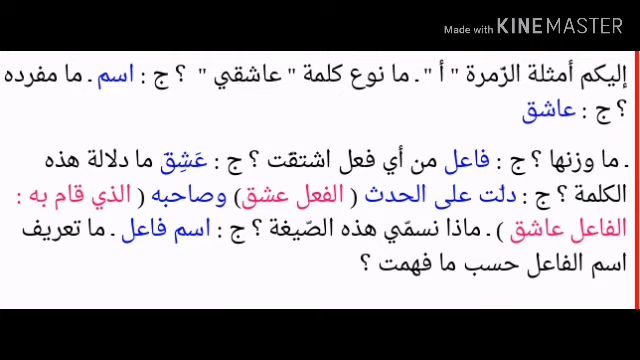 Made with KINEMASTER
إليكم أمثلة الزّمرة " أ " . ما نوع كلمة " عاشقي " ؟ ج : اسم . ما مفرده
؟ ج : عاشق
. ما وزنها ؟ ج : فاعل من أي فعل اشتقت ؟ ج : عَشِقَ ما دلالة هذه
الكلمة ؟ ج : دلت على الحدث ( الفعل عشق) وصاحبه ( الذي قام به :
الفاعل عاشق ) . ماذا نسمّي هذه الصّيغة ؟ ج : اسم فاعل . ما تعريف
اسم الفاعل حسب ما فهمت ؟